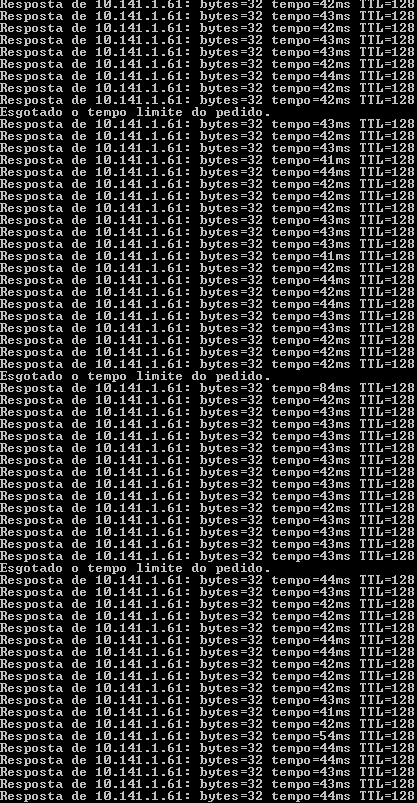 Resposta de 10.141.1.61: bytes=32 tempo=42ms TTL=128
Resposta de 10.141.1.61: bytes=32 tempo=43ms TTL=128
Resposta de 10.141.1.61: bytes=32 tempo=42ms TTL=128
Resposta de 10.141.1.61: bytes=32 tempo=43ms TTL=128
Resposta de 10.141.1.61: bytes=32 tempo=43ms TTL=128
Resposta de 10.141.1.61: bytes=32 tempo=42ms TTL=128
Resposta de 10.141.1.61: bytes=32 tempo=44ms TTL=128
Resposta de 10.141.1.61: bytes=32 tempo=42ms TTL=128
Resposta de 10.141.1.61: bytes=32 tempo=42ms TTL=128
Esgotado o tempo limite do pedido.
Resposta de 10.141.1.61: bytes=32 tempo=43ms TTL=128
Resposta de 10.141.1.61: bytes=32 tempo=42ms TTL=128
Resposta de 10.141.1.61: bytes=32 tempo=43ms TTL=128
Resposta de 10.141.1.61: bytes=32 tempo=41ms TTL=128
Resposta de 10.141.1.61: bytes=32 tempo=44ms TTL=128
Resposta de 10.141.1.61: bytes=32 tempo=42ms TTL=128
Resposta de 10.141.1.61: bytes=32 tempo=42ms TTL=128
Resposta de 10.141.1.61: bytes=32 tempo=42ms TTL=128
Resposta de 10.141.1.61: bytes=32 tempo=43ms TTL=128
Resposta de 10.141.1.61: bytes=32 tempo=43ms TTL=128
Resposta de 10.141.1.61: bytes=32 tempo=43ms TTL=128
Resposta de 10.141.1.61: bytes=32 tempo=41ms TTL=128
Resposta de 10.141.1.61: bytes=32 tempo=42ms TTL=128
Resposta de 10.141.1.61: bytes=32 tempo=44ms TTL=128
Resposta de 10.141.1.61: bytes=32 tempo=42ms TTL=128
Resposta de 10.141.1.61: bytes=32 tempo=44ms TTL=128
Resposta de 10.141.1.61: bytes=32 tempo=43ms TTL=128
Resposta de 10.141.1.61: bytes=32 tempo=43ms TTL=128
Resposta de 10.141.1.61: bytes=32 tempo=42ms TTL=128
Resposta de 10.141.1.61: bytes=32 tempo=42ms TTL=128
Resposta de 10.141.1.61: bytes=32 tempo=42ms TTL=128
Esgotado o tempo limite do pedido.
Resposta de 10.141.1.61: bytes=32 tempo=84ms TTL=128
Resposta de 10.141.1.61: bytes=32 tempo=42ms TTL=128
Resposta de 10.141.1.61: bytes=32 tempo=43ms TTL=128
Resposta de 10.141.1.61: bytes=32 tempo=43ms TTL=128
Resposta de 10.141.1.61: bytes=32 tempo=43ms TTL=128
Resposta de 10.141.1.61: bytes=32 tempo=43ms TTL=128
Resposta de 10.141.1.61: bytes=32 tempo=43ms TTL=128
Resposta de 10.141.1.61: bytes=32 tempo=42ms TTL=128
Resposta de 10.141.1.61: bytes=32 tempo=43ms TTL=128
Resposta de 10.141.1.61: bytes=32 tempo=43ms TTL=128
Resposta de 10.141.1.61: bytes=32 tempo=42ms TTL=128
Resposta de 10.141.1.61: bytes=32 tempo=43ms TTL=128
Resposta de 10.141.1.61: bytes=32 tempo=43ms TTL=128
Resposta de 10.141.1.61: bytes=32 tempo=43ms TTL=128
Resposta de 10.141.1.61: bytes=32 tempo=43ms TTL=128
Esgotado o tempo limite do pedido.
Resposta de 10.141.1.61: bytes=32 tempo=44ms TTL=128
Resposta de 10.141.1.61: bytes=32 tempo=43ms TTL=128
Resposta de 10.141.1.61: bytes=32 tempo=42ms TTL=128
Resposta de 10.141.1.61: bytes=32 tempo=42ms TTL=128
Resposta de 10.141.1.61: bytes=32 tempo=42ms TTL=128
Resposta de 10.141.1.61: bytes=32 tempo=44ms TTL=128
Resposta de 10.141.1.61: bytes=32 tempo=44ms TTL=128
Resposta de 10.141.1.61: bytes=32 tempo=42ms TTL=128
Resposta de 10.141.1.61: bytes=32 tempo=42ms TTL=128
Resposta de 10.141.1.61: bytes=32 tempo=42ms TTL=128
Resposta de 10.141.1.61: bytes=32 tempo=43ms TTL=128
Resposta de 10.141.1.61: bytes=32 tempo=41ms TTL=128
Resposta de 10.141.1.61: bytes=32 tempo=42ms TTL=128
Resposta de 10.141.1.61: bytes=32 tempo=54ms TTL=128
Resposta de 10.141.1.61: bytes=32 tempo=44ms TTL=128
Resposta de 10.141.1.61: bytes=32 tempo=44ms TTL=128
Resposta de 10.141.1.61: bytes=32 tempo=43ms TTL=128
Resposta de 10.141.1.61: bytes=32 tempo=43ms TTL=128
Resposta de 10.141.1.61: bytes=32 tempo=44ms TTL=128